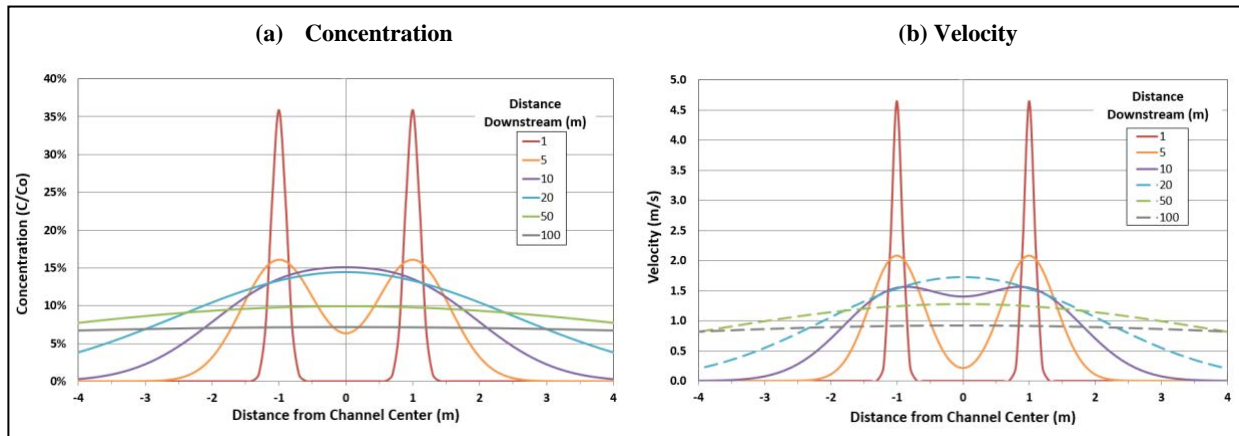 (a) Concentration
Concentration (C/Co)
40%
35%
30%
25%
20%
15%
10%
5%
0%
Distance
Downstream (m)
1
5
10
20
50
100
-4 -3 -2 -1 0 1 2 3 4
Distance from Channel Center (m)
(b) Velocity
Velocity (m/s)
5.0
4.5
4.0
3.5
3.0
2.5
2.0
1.5
1.0
0.5
0.0
Distance
Downstream (m)
1
5
10
·20
·50
·100
-4 -3 -2 -1 0 1 2 3 4
Distance from Channel Center (m)